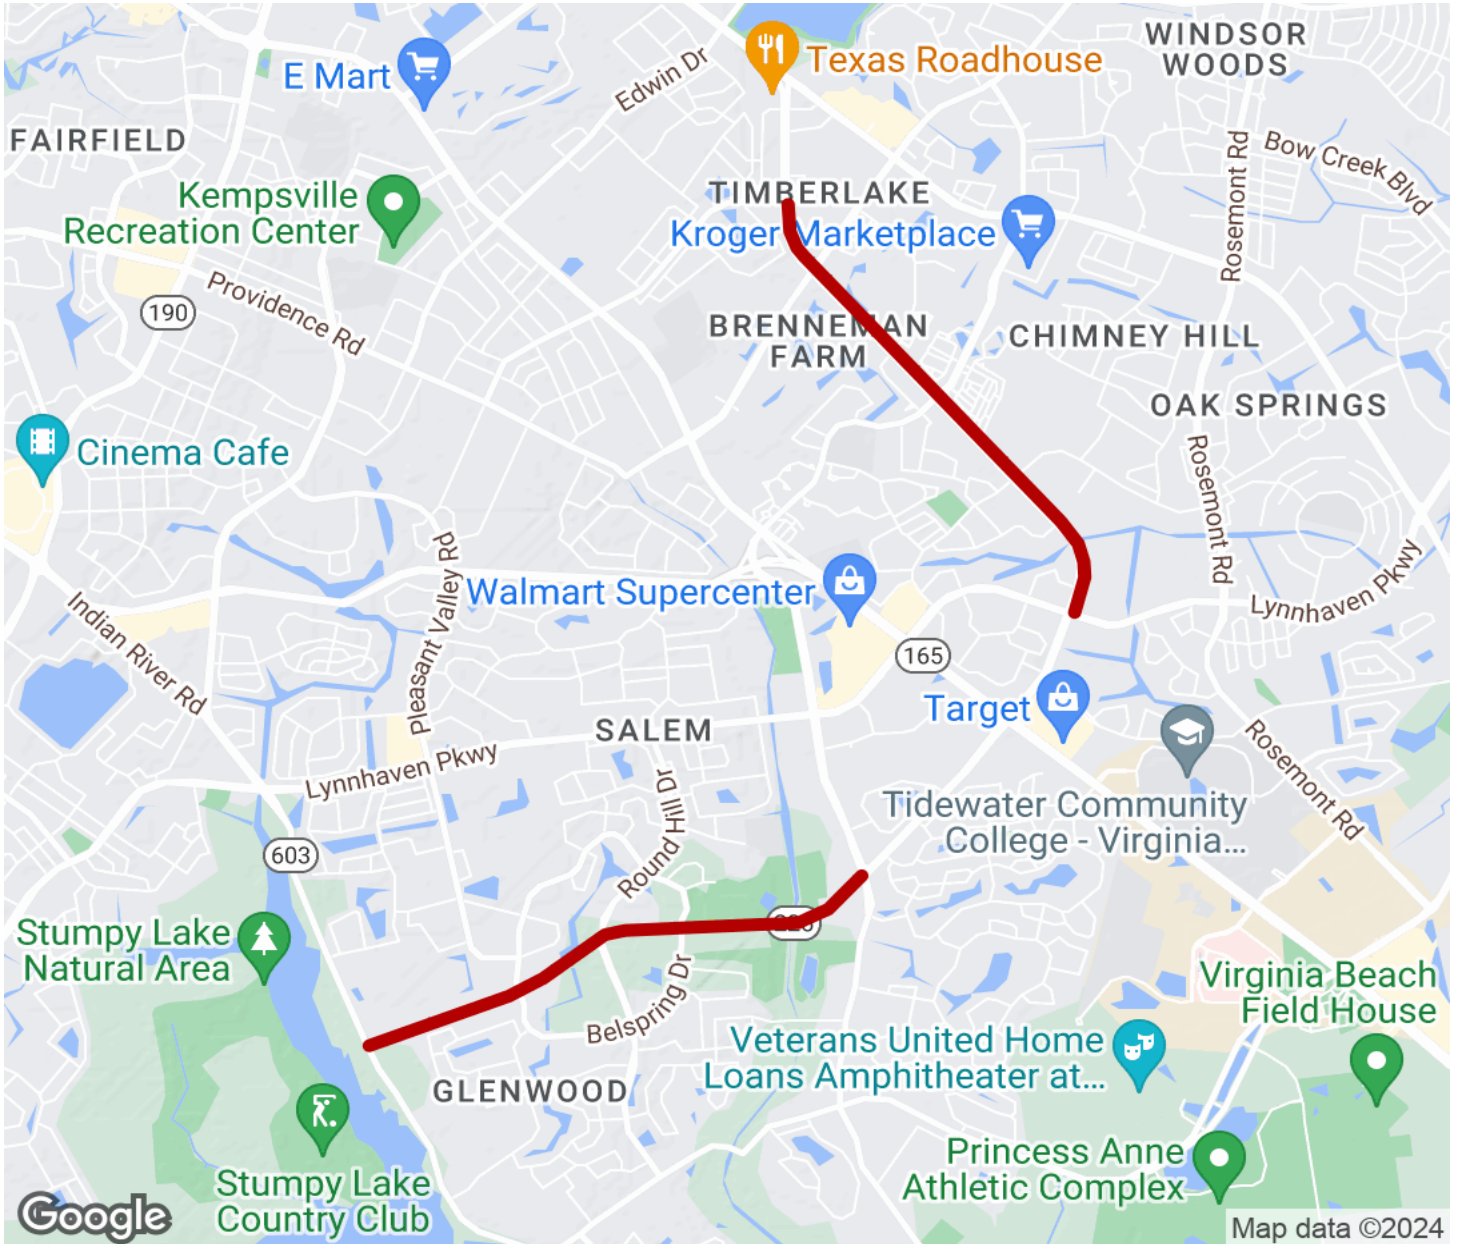 WINDSOR
WOODS
Texas Roadhouse
E Mart
Edwin Dr
FAIRFIELD
Rosemont Rd
Bow Creek Blvd
Kempsville
Recreation Center
TIMBERLAKE
Kroger Marketplace
190
Providence Rd
BRENNEMAN
FARM
CHIMNEY HILL
OAK SPRINGS
Cinema Cafe
Rosemont Rd
Pleasant Valley Rd
Walmart Supercenter
Lynnhaven Pkwy
Indian River Rd
165
Target
SALEM
Lynnhaven Pkwy
Rosemont Rd
Round Hill Dr
Tidewater Community
College - Virginia...
603
Stumpy Lake
Natural Area
Belspring Dr
Virginia Beach
Field House
Veterans United Home
Loans Amphitheater at...
GLENWOOD
Princess Anne
Athletic Complex
Stumpy Lake
Country Club
Google
Map data ©2024